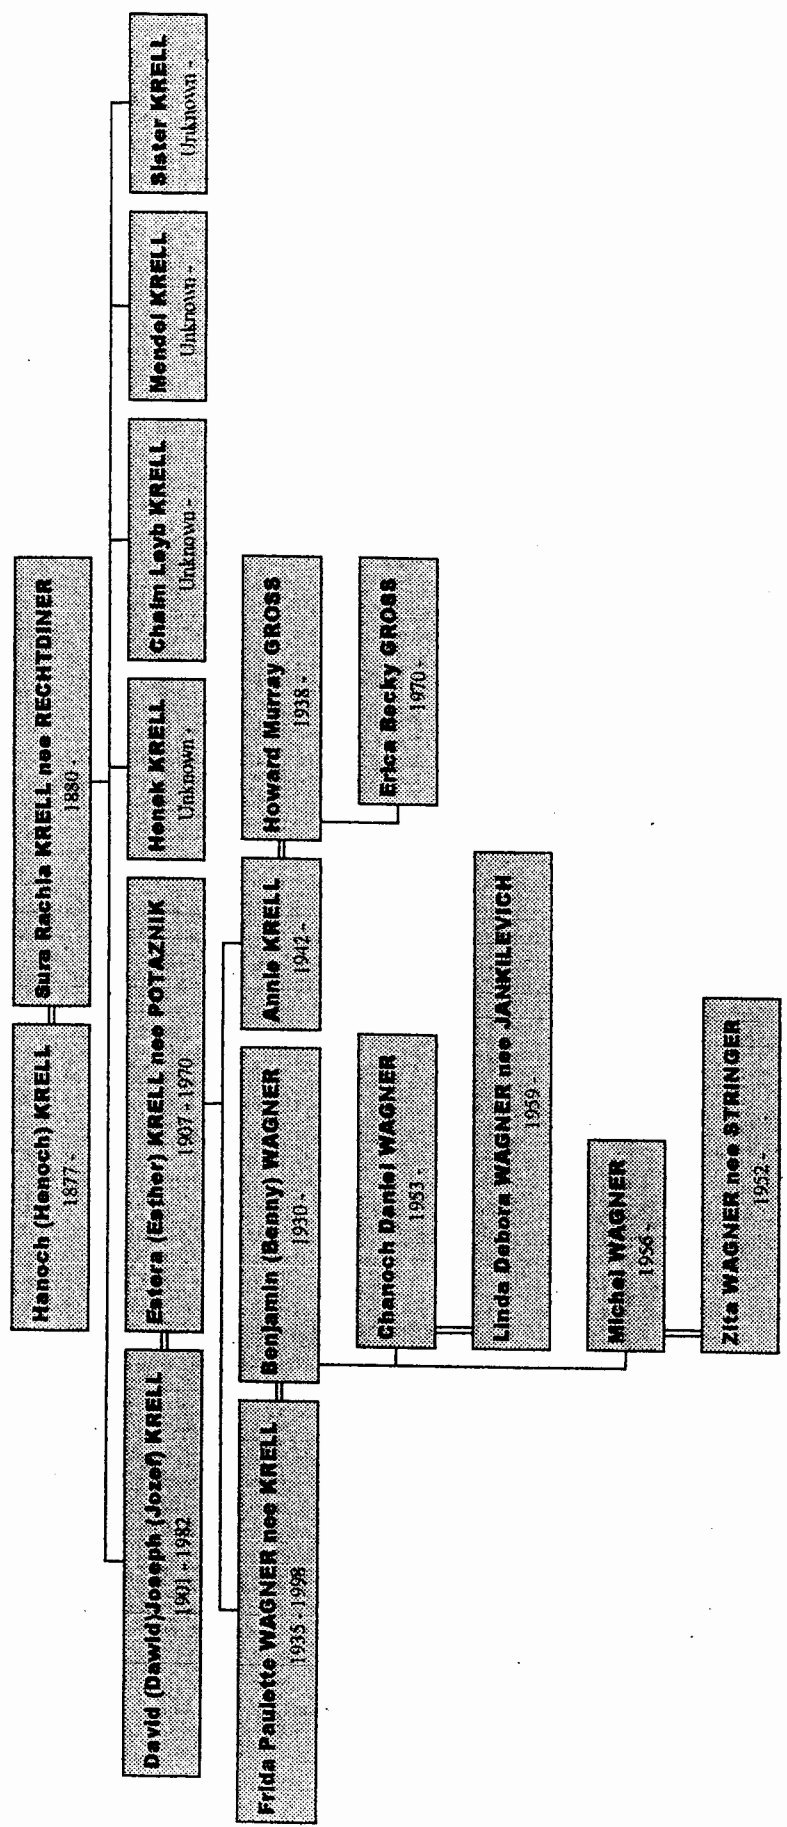 Hanoch (Henoch) KRELL
1877 -
Sura Rachla KRELL nee RECHTDINER
1880 -
David (Dawid)Joseph (Jozef) KRELL
1901 - 1982
Estera (Esther) KRELL nee POTAZNIK
1907 - 1970
Henek KRELL
Unknown -
Chaim Leyb KRELL
Unknown -
Mendel KRELL
Unknown -
Sister KRELL
Unknown -
Frida Paulette WAGNER nee KRELL
1935 - 1998
Benjamin (Benny) WAGNER
1930 -
Annie KRELL
1942 -
Howard Murray GROSS
1938 -
Chanoch Daniel WAGNER
1953 -
Erica Becky GROSS
1970 -
Linda Debora WAGNER nee JANKILEVICH
1959 -
Michel WAGNER
1956 -
Zita WAGNER nee STRINGER
1952 -